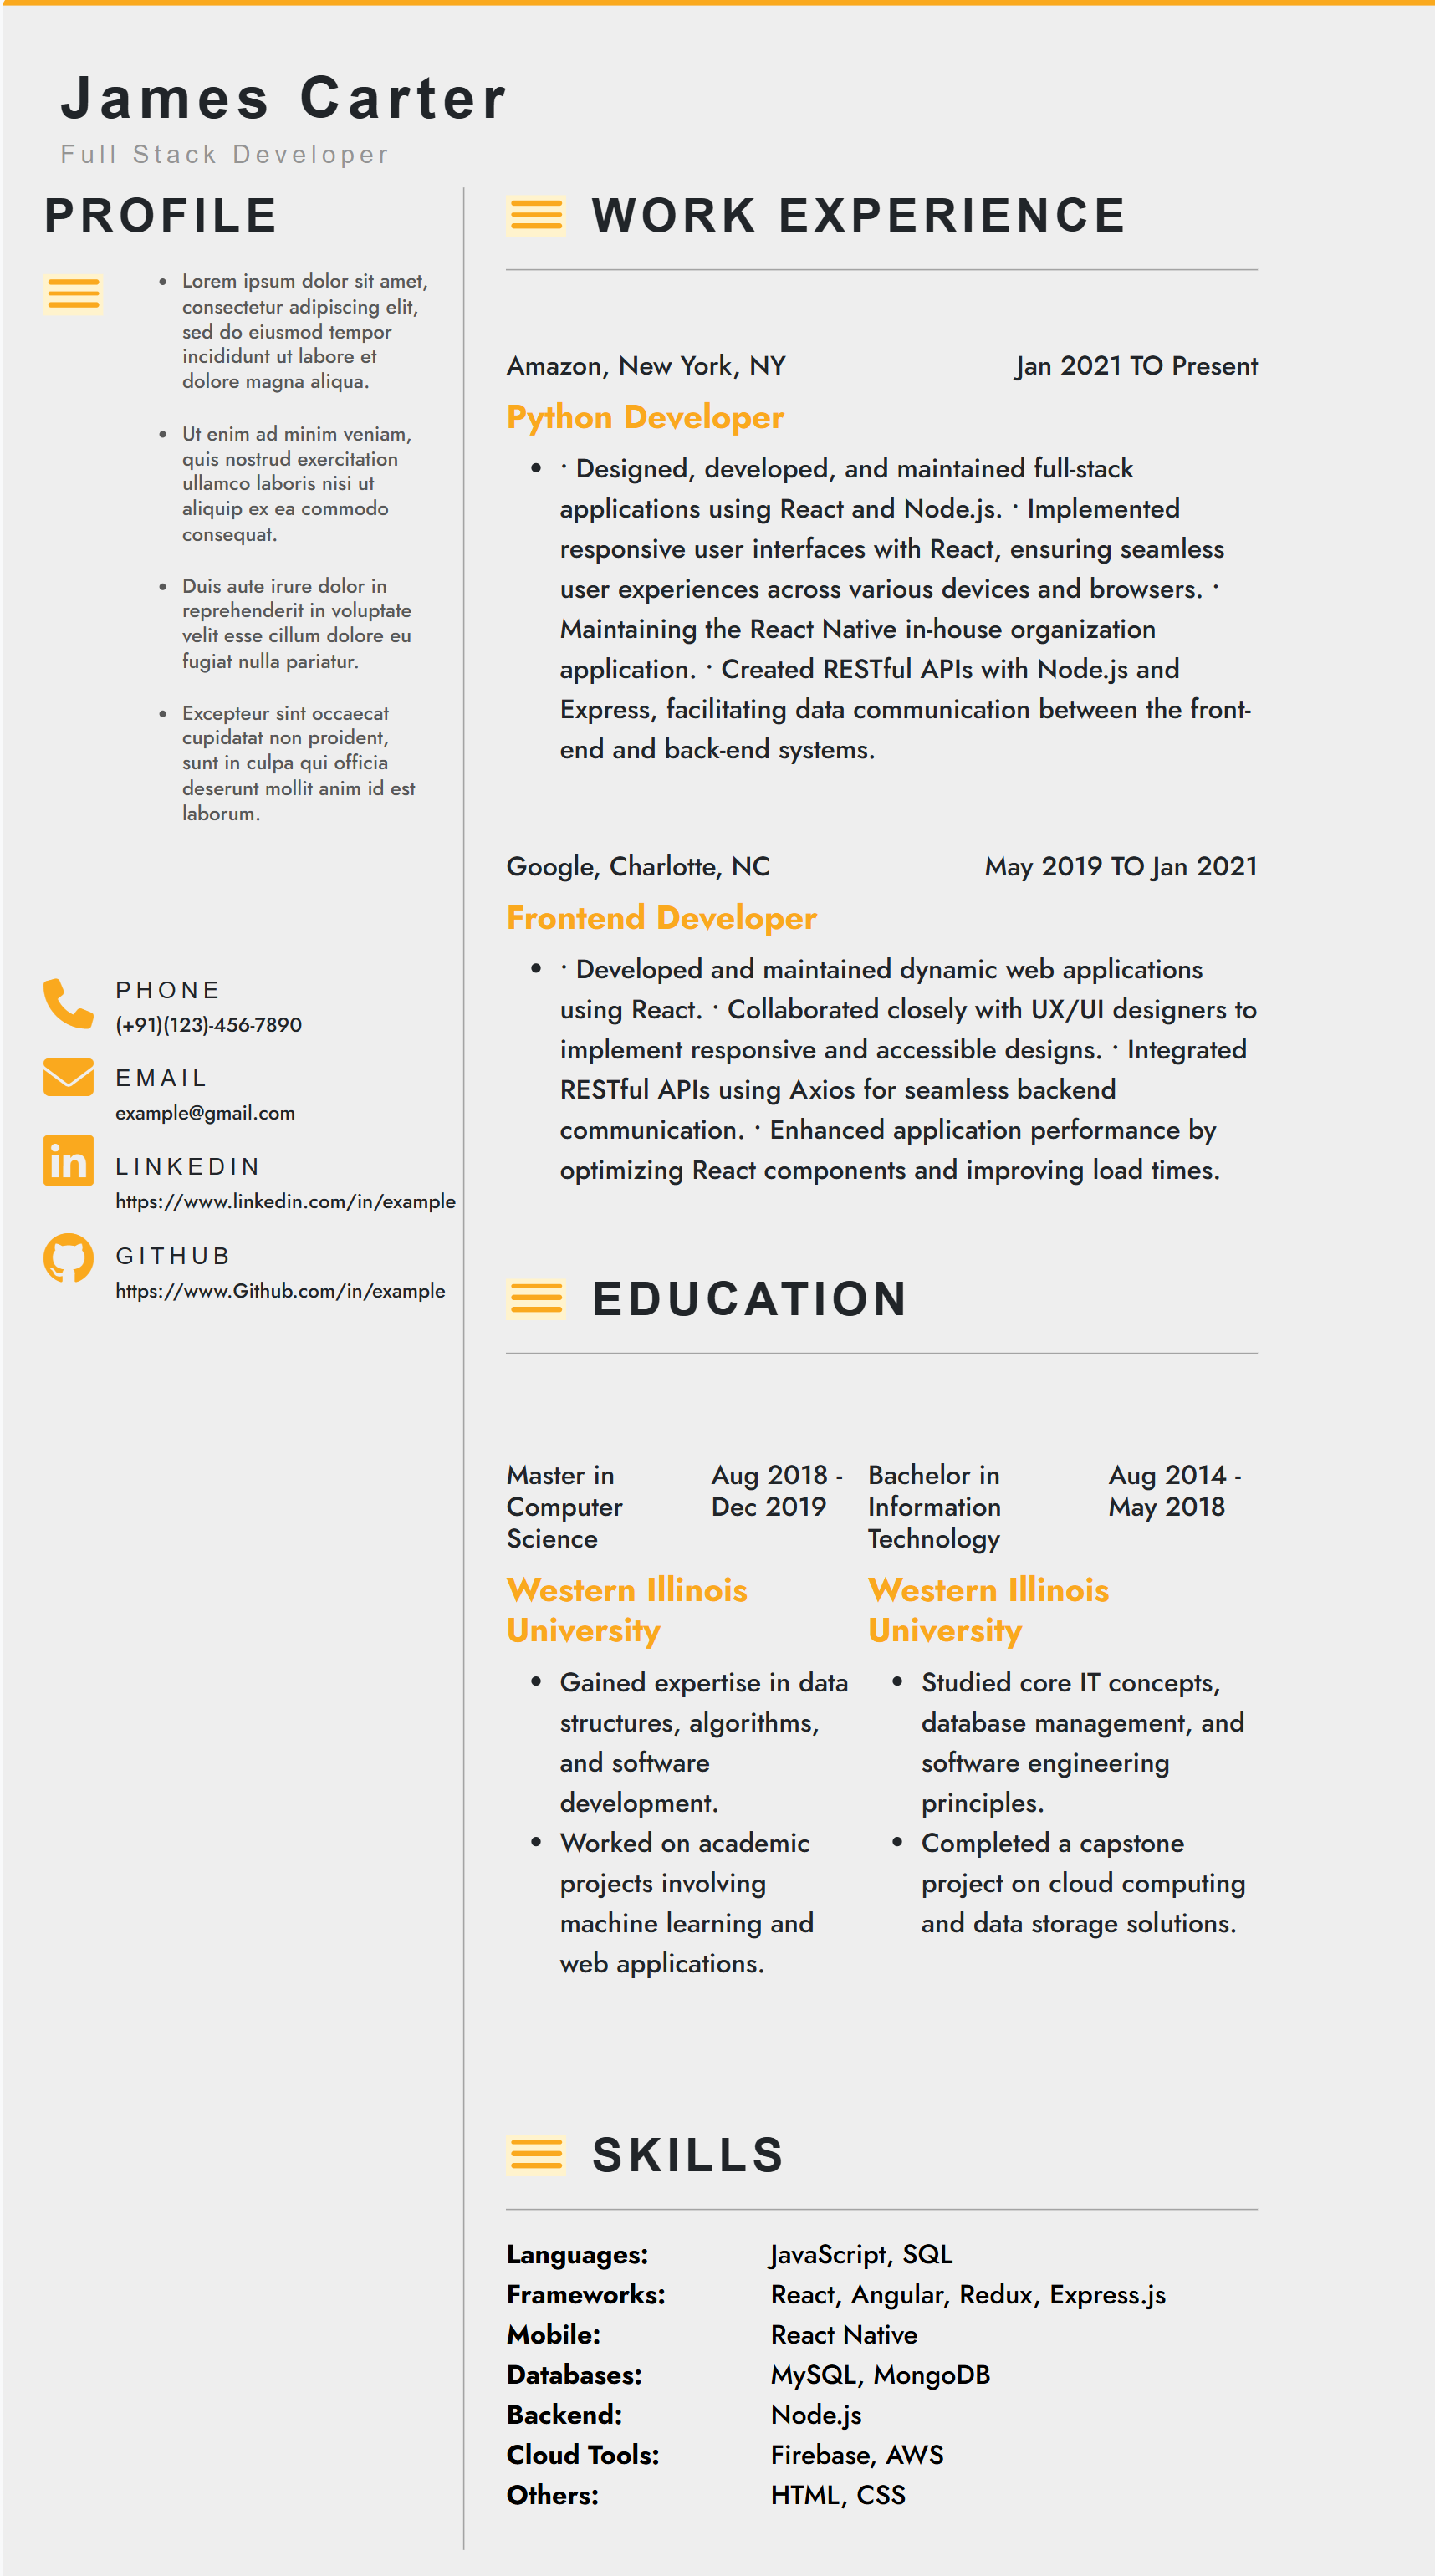 James Carter
Full Stack Developer
PROFILE
• Lorem ipsum dolor sit amet,
consectetur adipiscing elit,
sed do eiusmod tempor
incididunt ut labore et
dolore magna aliqua.
• Ut enim ad minim veniam,
quis nostrud exercitation
ullamco laboris nisi ut
aliquip ex ea commodo
consequat.
• Duis aute irure dolor in
reprehenderit in voluptate
velit esse cillum dolore eu
fugiat nulla pariatur.
• Excepteur sint occaecat
cupidatat non proident,
sunt in culpa qui officia
deserunt mollit anim id est
laborum.
PHONE
(+91)(123)-456-7890
EMAIL
example@gmail.com
LINKEDIN
https://www.linkedin.com/in/example
GITHUB
https://www.Github.com/in/example
WORK EXPERIENCE
Amazon, New York, NY Jan 2021 TO Present
Python Developer
• · Designed, developed, and maintained full-stack
applications using React and Node.js. · Implemented
responsive user interfaces with React, ensuring seamless
user experiences across various devices and browsers. ·
Maintaining the React Native in-house organization
application. · Created RESTful APIs with Node.js and
Express, facilitating data communication between the front-
end and back-end systems.
Google, Charlotte, NC May 2019 TO Jan 2021
Frontend Developer
• · Developed and maintained dynamic web applications
using React. · Collaborated closely with UX/UI designers to
implement responsive and accessible designs. · Integrated
RESTful APIs using Axios for seamless backend
communication. · Enhanced application performance by
optimizing React components and improving load times.
EDUCATION
Master in
Computer
Science
Aug 2018 -
Dec 2019
Western Illinois
University
• Gained expertise in data
structures, algorithms,
and software
development.
• Worked on academic
projects involving
machine learning and
web applications.
Bachelor in
Information
Technology
Aug 2014 -
May 2018
Western Illinois
University
• Studied core IT concepts,
database management, and
software engineering
principles.
• Completed a capstone
project on cloud computing
and data storage solutions.
SKILLS
Languages: JavaScript, SQL
Frameworks: React, Angular, Redux, Express.js
Mobile: React Native
Databases: MySQL, MongoDB
Backend: Node.js
Cloud Tools: Firebase, AWS
Others: HTML, CSS